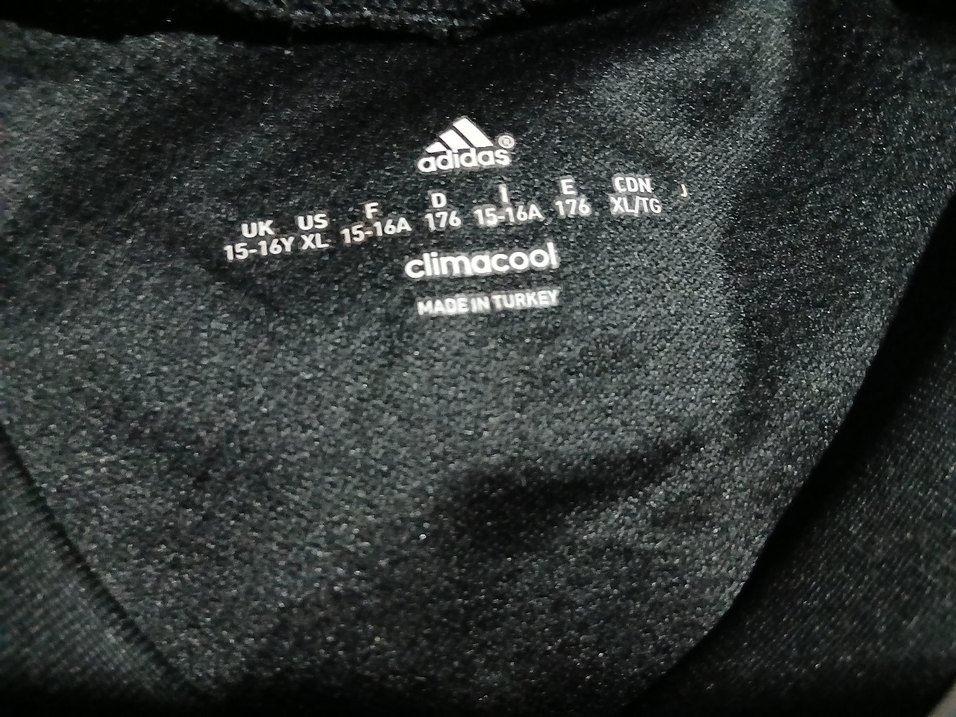 adidas®
UK US F D I E CDN J
15-16Y XL 15-16A 176 15-16A 176 XL/TG
climacool
MADE IN TURKEY